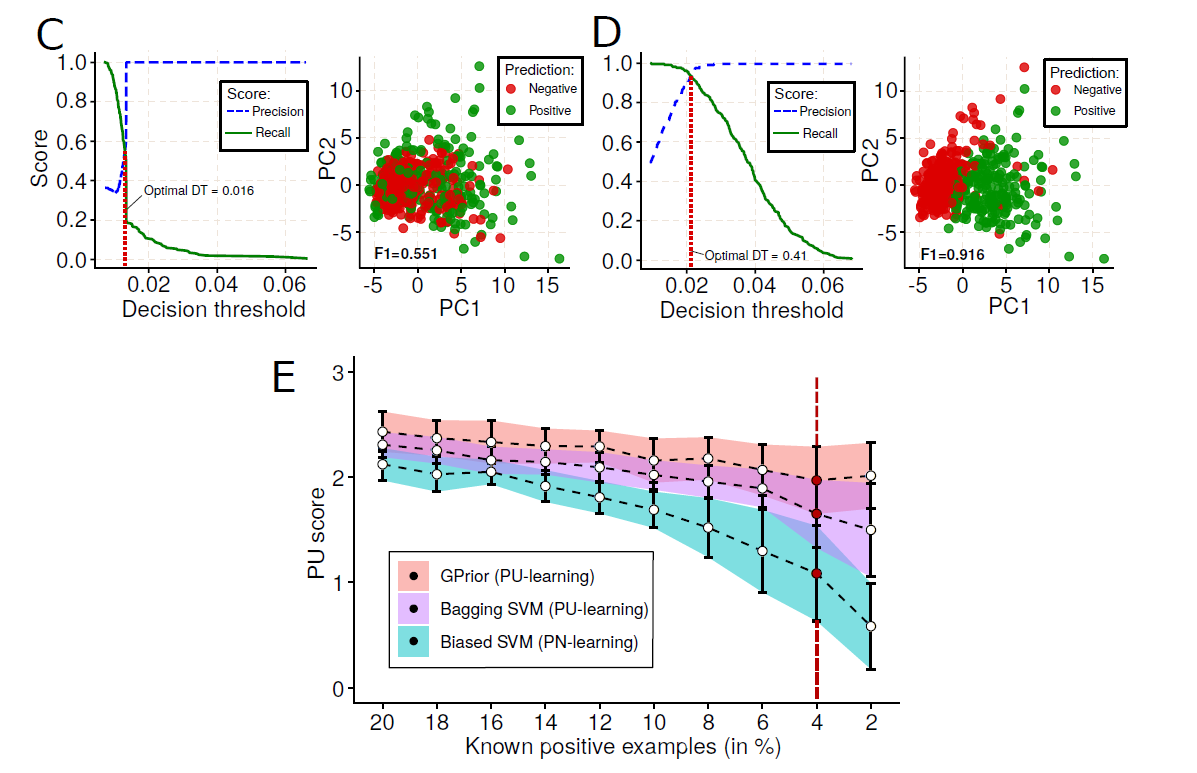 C
Score
1.0
0.8
0.6
0.4
0.2
0.0
Score:
Precision
Recall
Optimal DT = 0.016
0.02
0.04
0.06
Decision threshold
PC2
10
5
0
-5
Prediction:
Negative
Positive
F1=0.551
-5
0
5
10
15
PC1
D
1.0
0.8
0.6
0.4
0.2
0.0
Score:
Precision
Recall
Optimal DT = 0.41
0.02
0.04
0.06
Decision threshold
PC2
10
5
0
-5
Prediction:
Negative
Positive
F1=0.916
-5
0
5
10
15
PC1
E
PU score
3
2
1
0
GPrior (PU-learning)
Bagging SVM (PU-learning)
Biased SVM (PN-learning)
20
18
16
14
12
10
8
6
4
2
Known positive examples (in %)